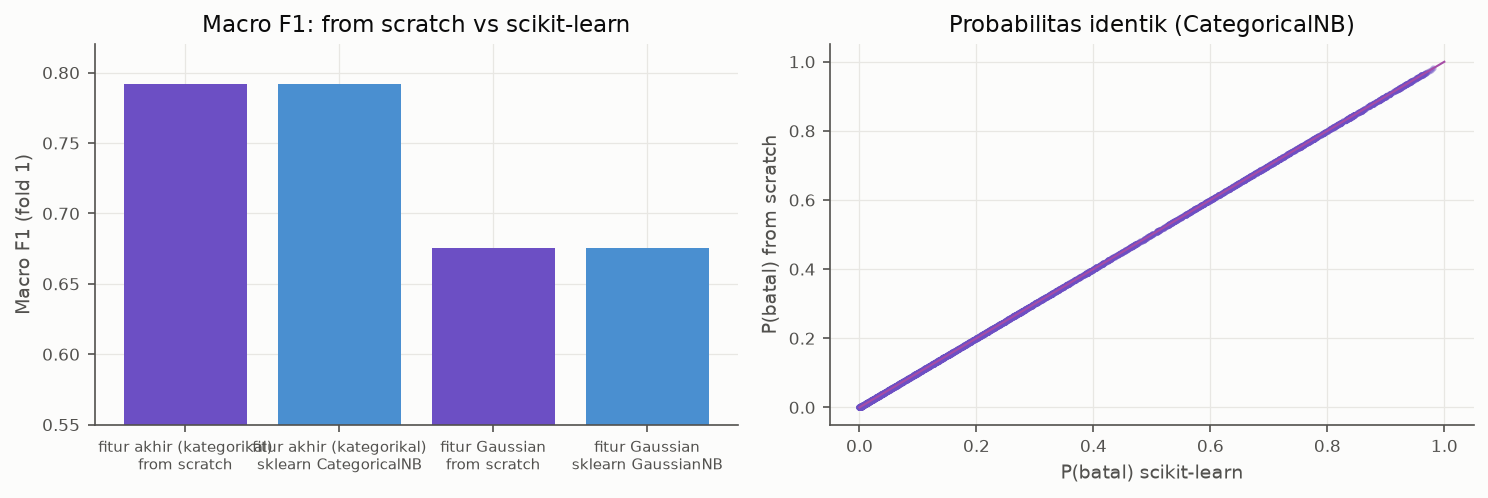 Macro F1: from scratch vs scikit-learn
Macro F1 (fold 1)
0.80
0.75
0.70
0.65
0.60
0.55
fitur akhir (kategorikal)
from scratch
fitur akhir (kategorikal)
sklearn CategoricalNB
fitur Gaussian
from scratch
fitur Gaussian
sklearn GaussianNB
Probabilitas identik (CategoricalNB)
P(batal) from scratch
1.0
0.8
0.6
0.4
0.2
0.0
0.0 0.2 0.4 0.6 0.8 1.0
P(batal) scikit-learn